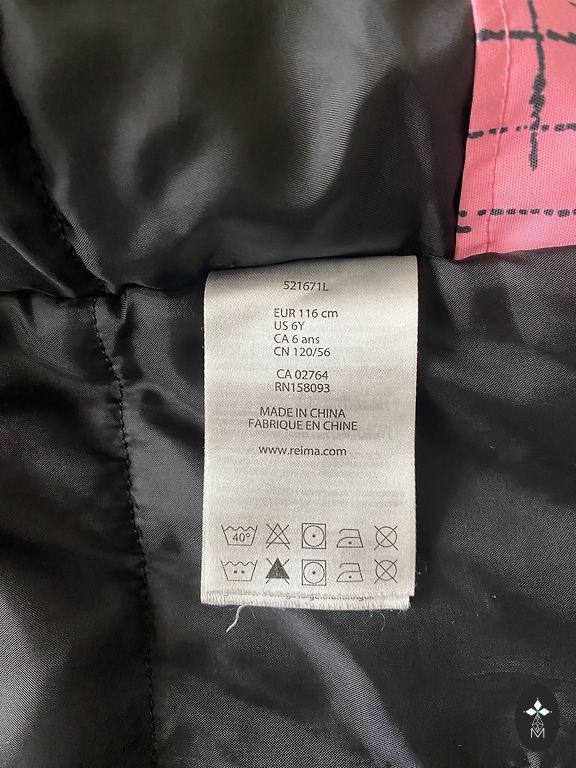 521671L
EUR 116 cm
US 6Y
CA 6 ans
CN 120/56
CA 02764
RN158093
MADE IN CHINA
FABRIQUE EN CHINE
www.reima.com
40°
M